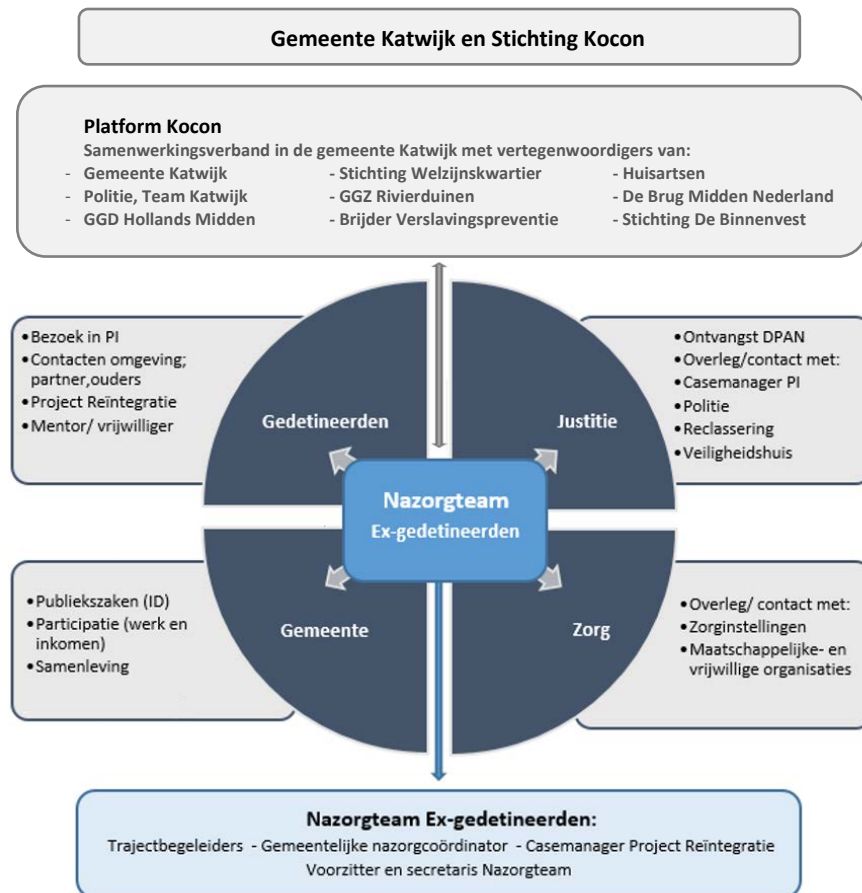 Gemeente Katwijk en Stichting Kocon
Platform Kocon
Samenwerkingsverband in de gemeente Katwijk met vertegenwoordigers van:
- Gemeente Katwijk - Stichting Welzijnskwartier - Huisartsen
- Politie, Team Katwijk - GGZ Rivierduinen - De Brug Midden Nederland
- GGD Hollands Midden - Brijder Verslavingspreventie - Stichting De Binnenvest
•Bezoek in PI
•Contacten omgeving;
partner,ouders
•Project Reïntegratie
•Mentor/ vrijwilliger
Gedetineerden
Justitie
•Ontvangst DPAN
•Overleg/contact met:
•Casemanager PI
•Politie
•Reclassering
•Veiligheidshuis
Nazorgteam
Ex-gedetineerden
•Publiekszaken (ID)
•Participatie (werk en
inkomen)
•Samenleving
Gemeente
Zorg
•Overleg/ contact met:
•Zorginstellingen
•Maatschappelijke- en
vrijwillige organisaties
Nazorgteam Ex-gedetineerden:
Trajectbegeleiders - Gemeentelijke nazorgcoördinator - Casemanager Project Reïntegratie
Voorzitter en secretaris Nazorgteam